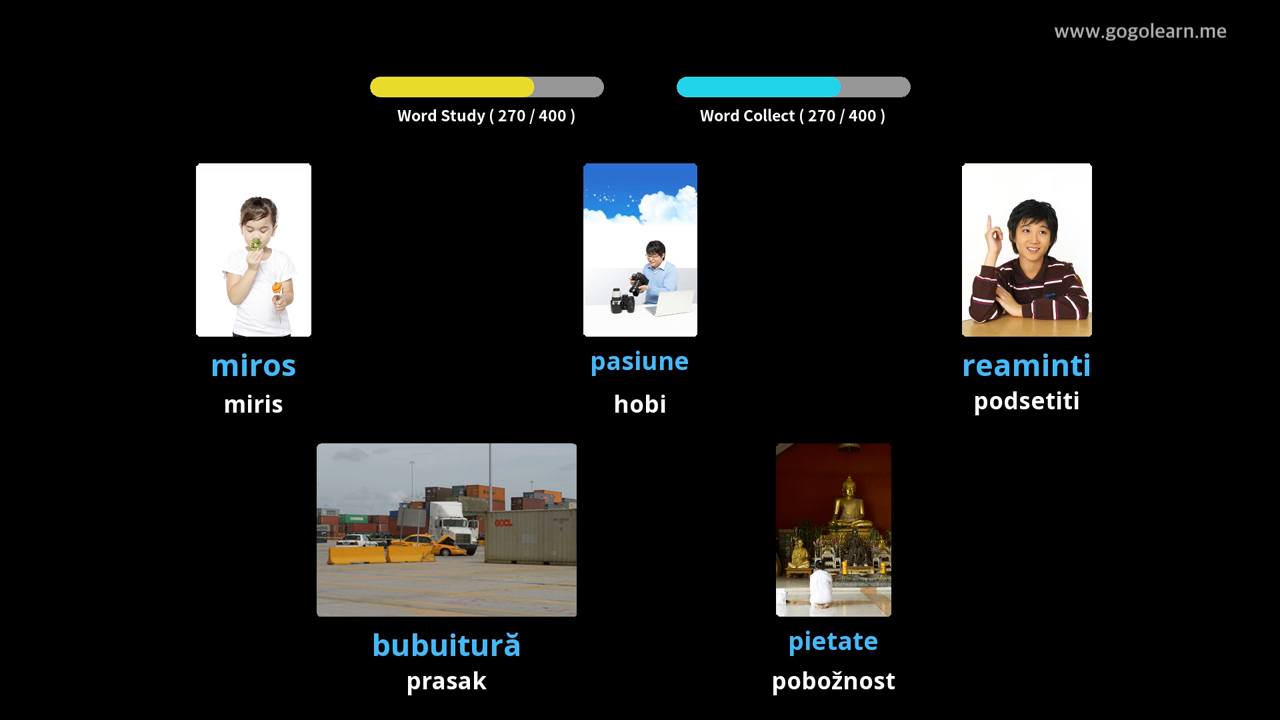 www.gogolearn.me
Word Study ( 270 / 400 )
Word Collect ( 270 / 400 )
miros
miris
pasiune
hobi
reaminti
podsetiti
bubuitură
prasak
pietate
pobožnost